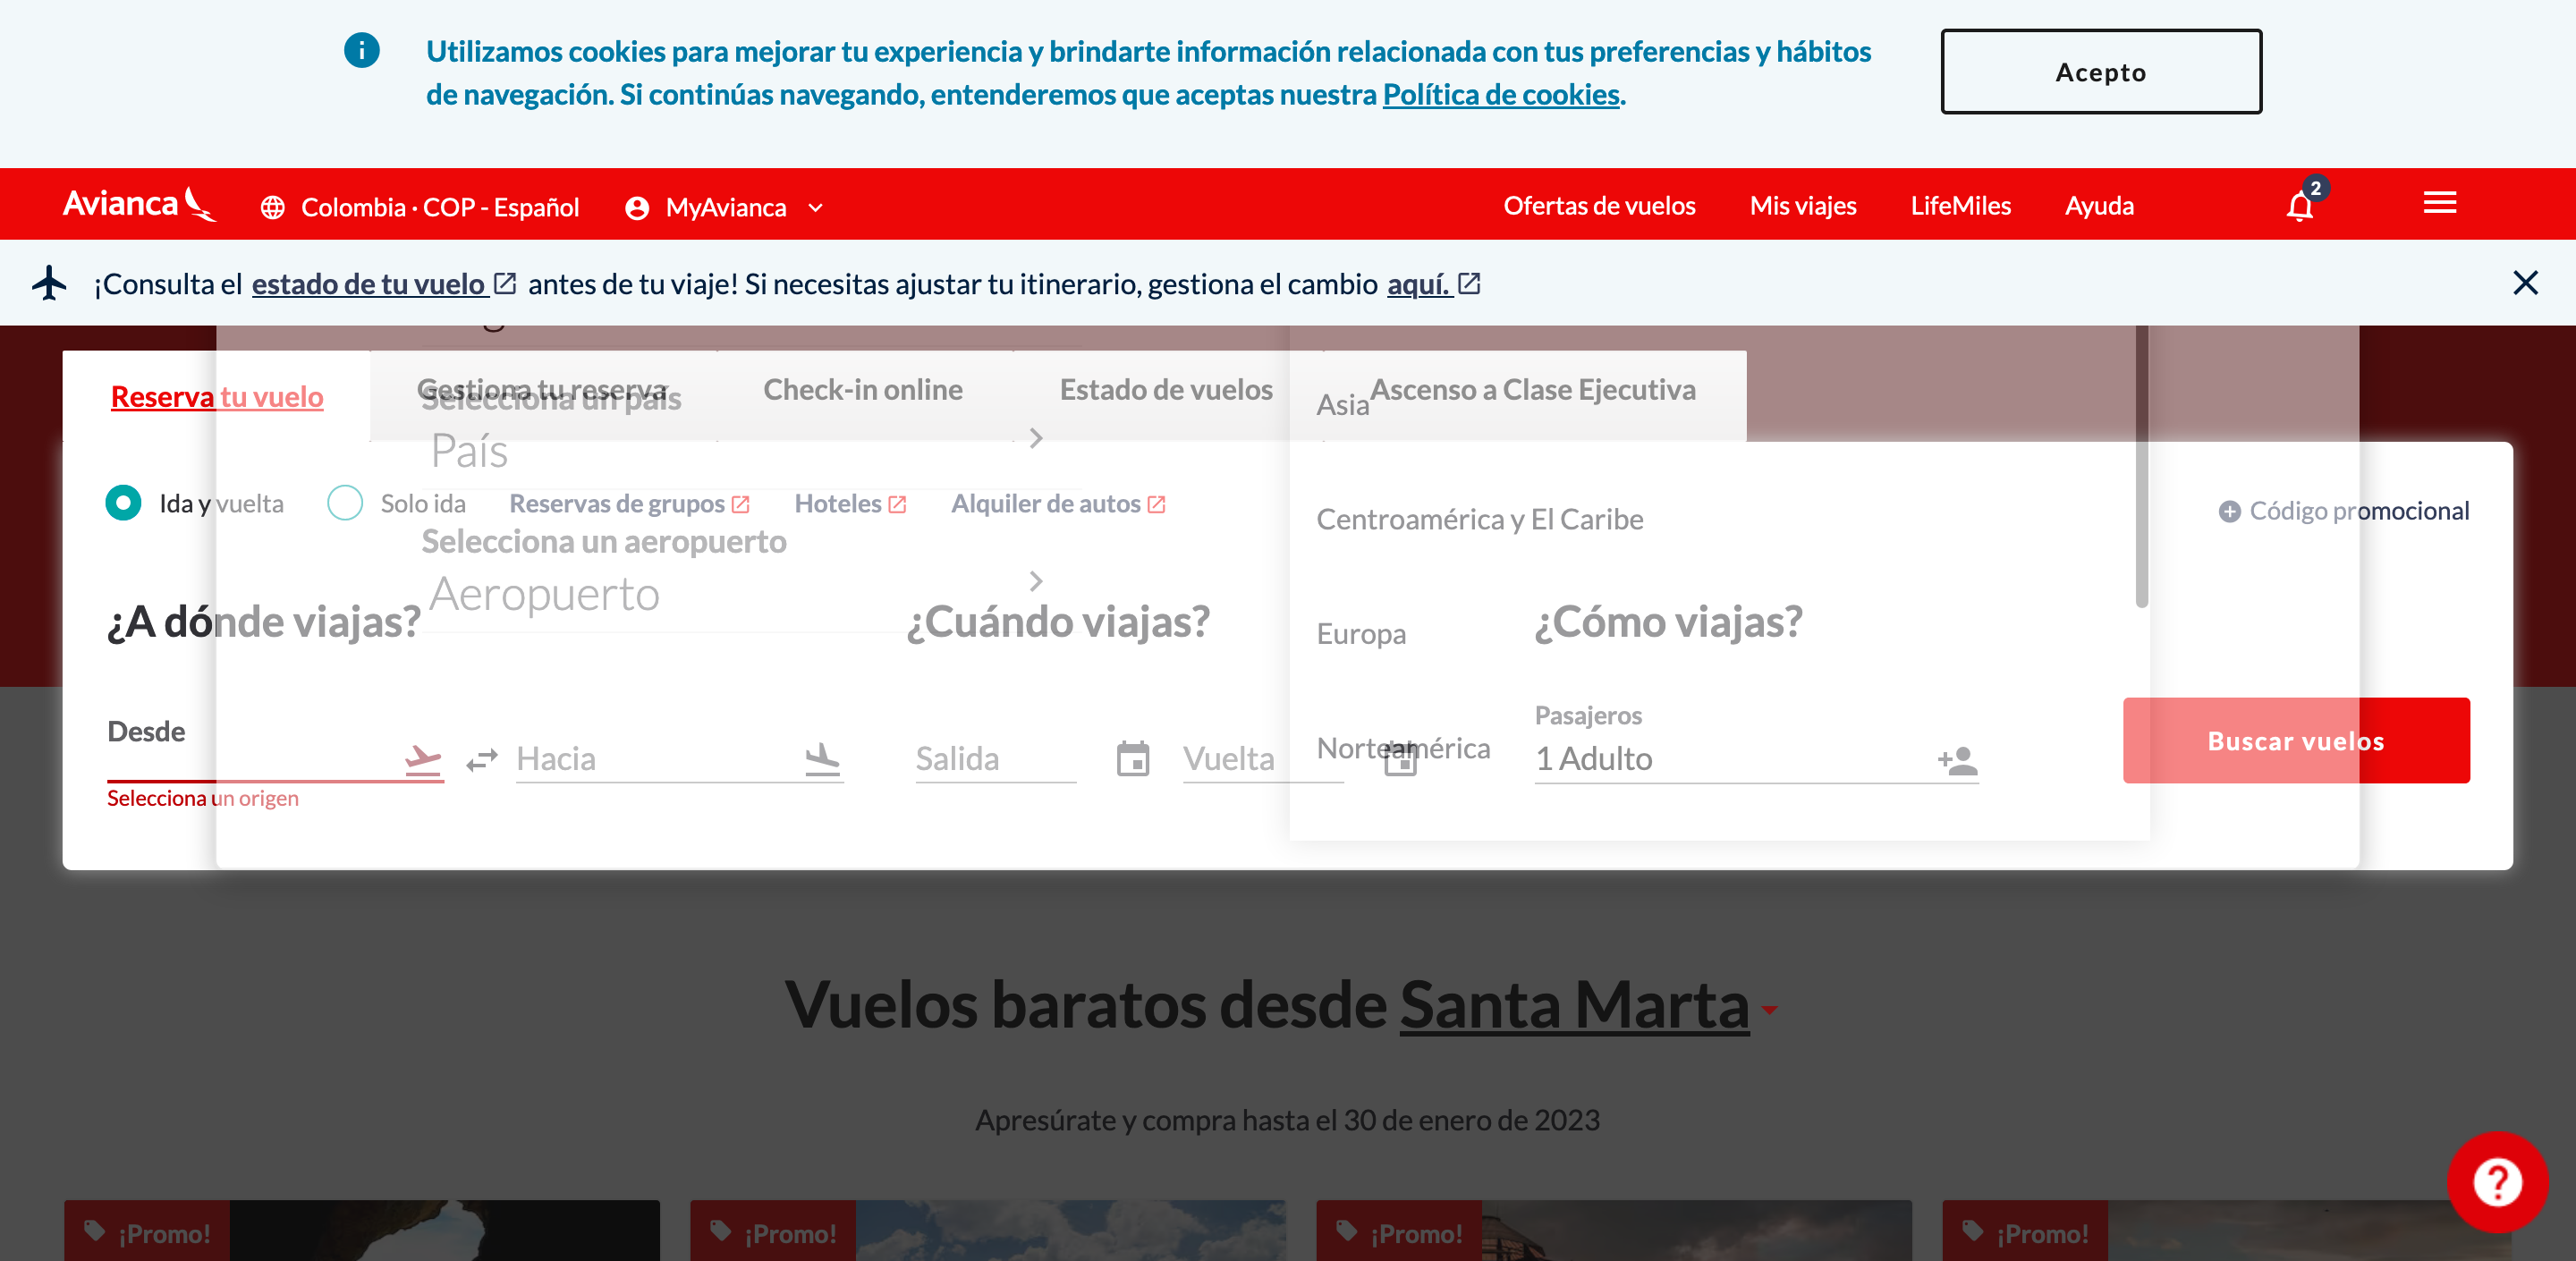 Utilizamos cookies para mejorar tu experiencia y brindarte información relacionada con tus preferencias y hábitos
de navegación. Si continúas navegando, entenderemos que aceptas nuestra Política de cookies.
Acepto
Avianca
Colombia · COP - Español
MyAvianca
Ofertas de vuelos
Mis viajes
LifeMiles
Ayuda
2
¡Consulta el estado de tu vuelo antes de tu viaje! Si necesitas ajustar tu itinerario, gestiona el cambio aquí.
Reserva tu vuelo
Gestiona tu reserva
Check-in online
Estado de vuelos
Ascenso a Clase Ejecutiva
Selecciona un país
País
Asia
Ida y vuelta
Solo ida
Reservas de grupos
Hoteles
Alquiler de autos
Centroamérica y El Caribe
Código promocional
Selecciona un aeropuerto
Aeropuerto
¿A dónde viajas?
¿Cuándo viajas?
Europa
¿Cómo viajas?
Desde
Hacia
Salida
Vuelta
Norteamérica
Pasajeros
1 Adulto
Buscar vuelos
Selecciona un origen
Vuelos baratos desde Santa Marta
Apresúrate y compra hasta el 30 de enero de 2023
¡Promo!
¡Promo!
¡Promo!
¡Promo!